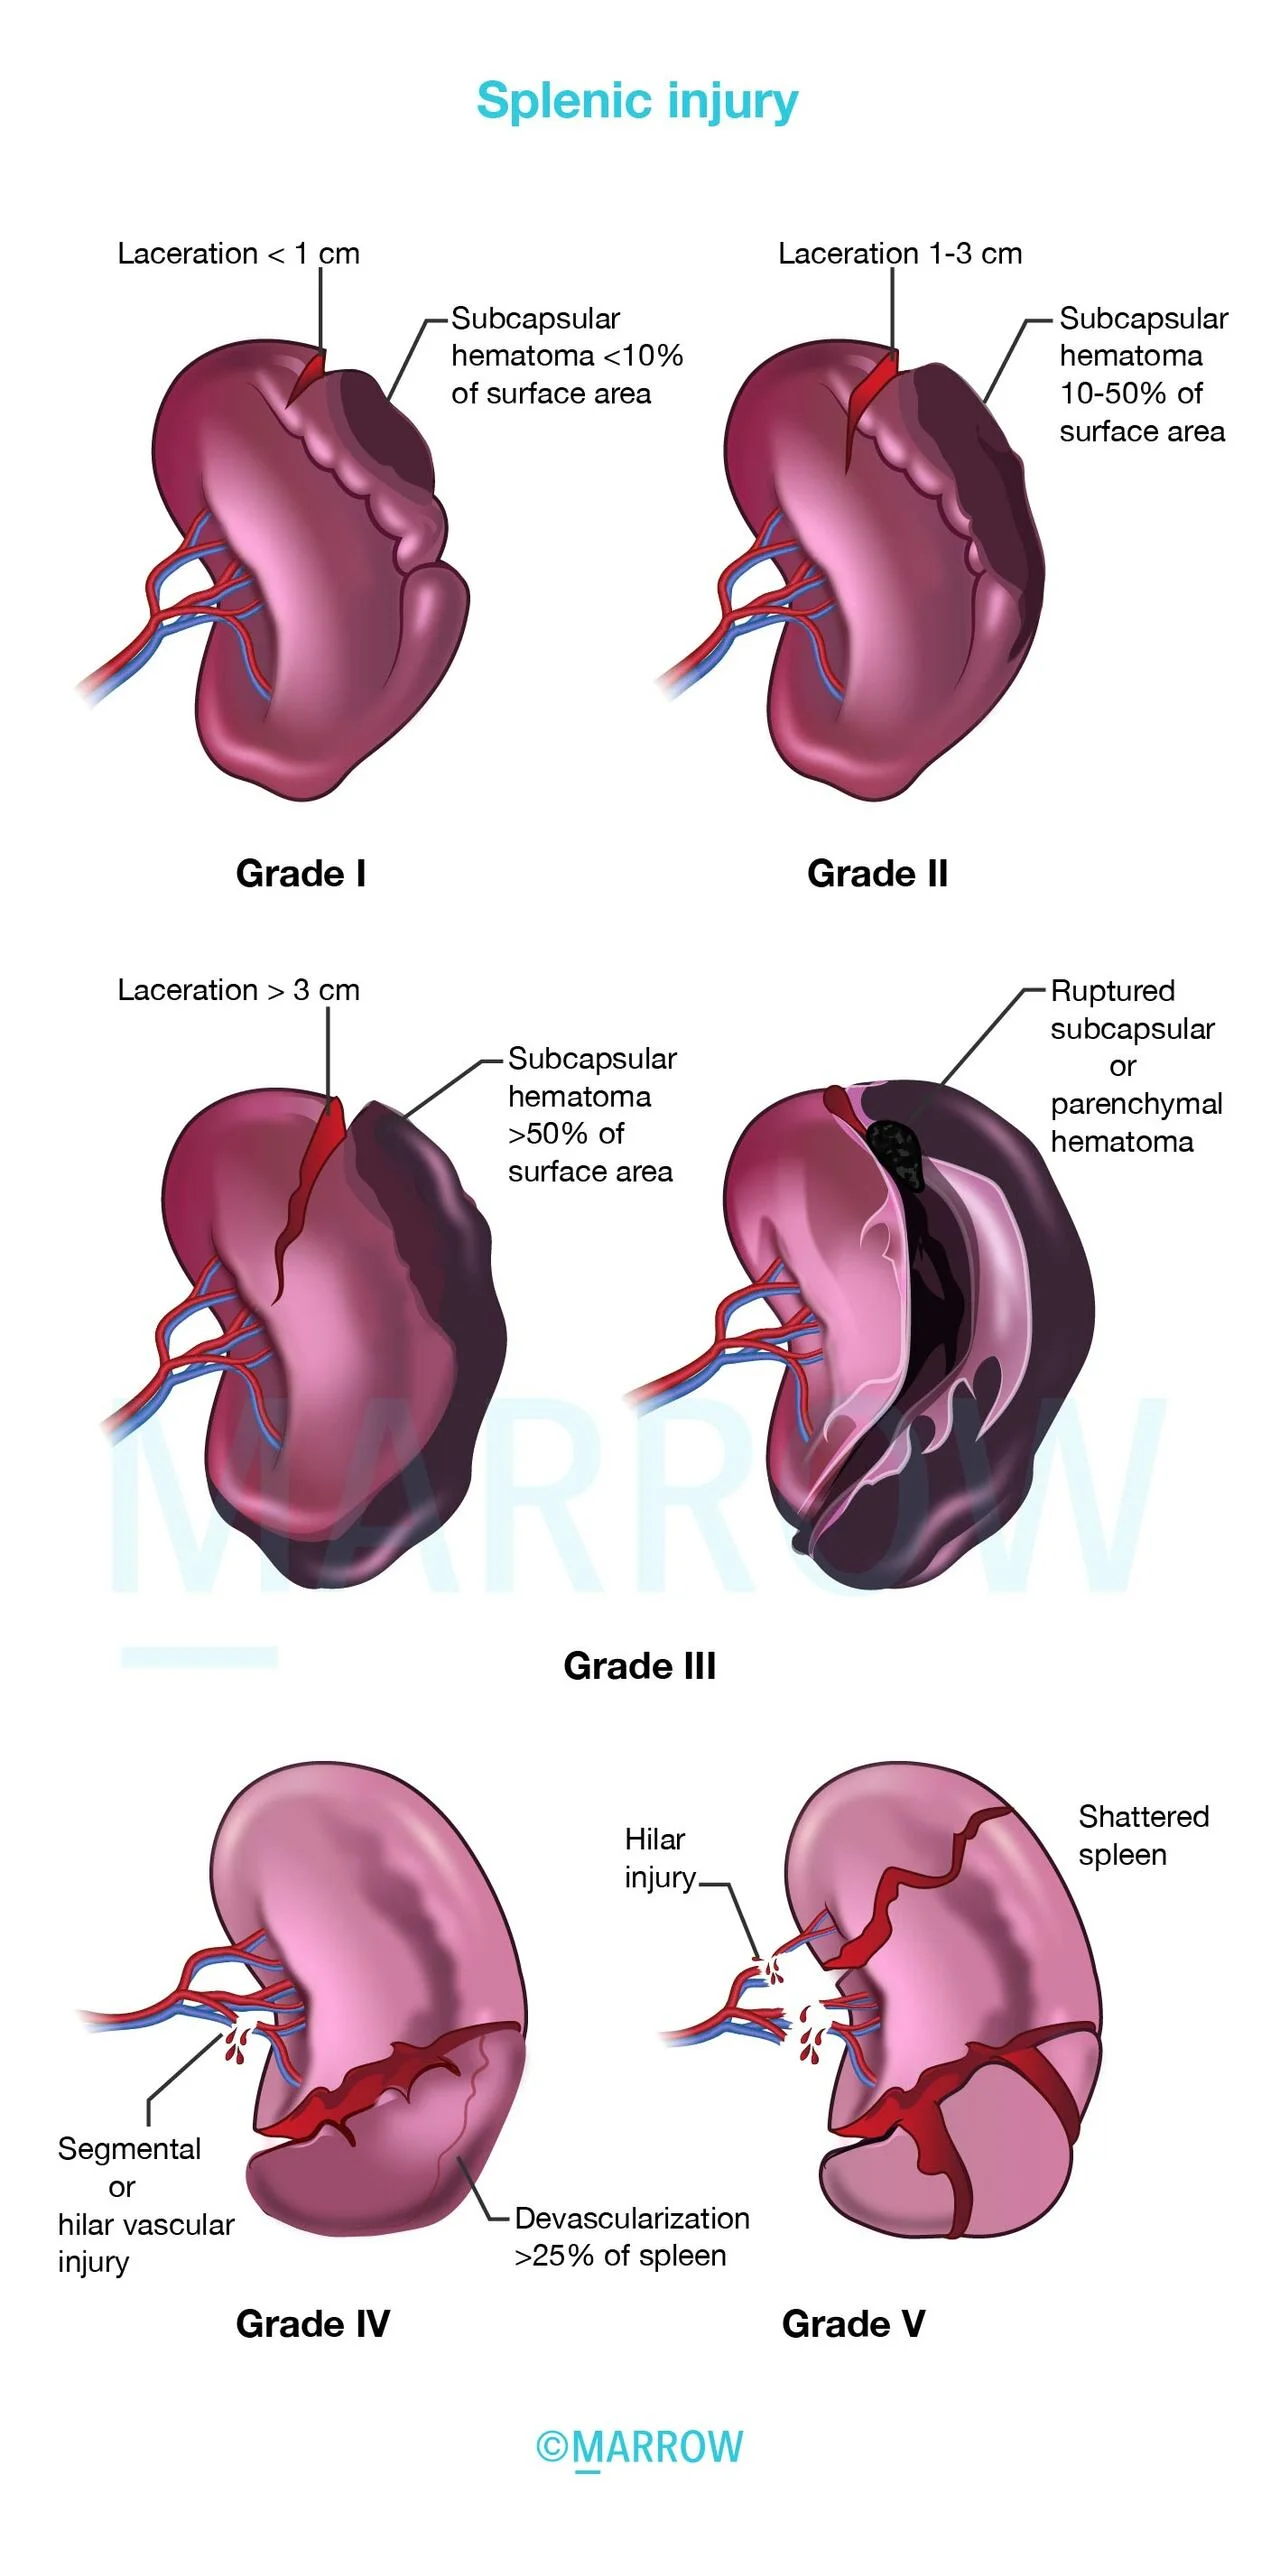 Splenic injury
Laceration < 1 cm
Subcapsular
hematoma <10%
of surface area
Laceration 1-3 cm
Subcapsular
hematoma
10-50% of
surface area
Grade I
Grade II
Laceration > 3 cm
Subcapsular
hematoma
>50% of
surface area
Ruptured
subcapsular
or
parenchymal
hematoma
MARROW
Grade III
Hilar
injury
Shattered
spleen
Segmental
or
hilar vascular
injury
Devascularization
>25% of spleen
Grade IV
Grade V
©MARROW